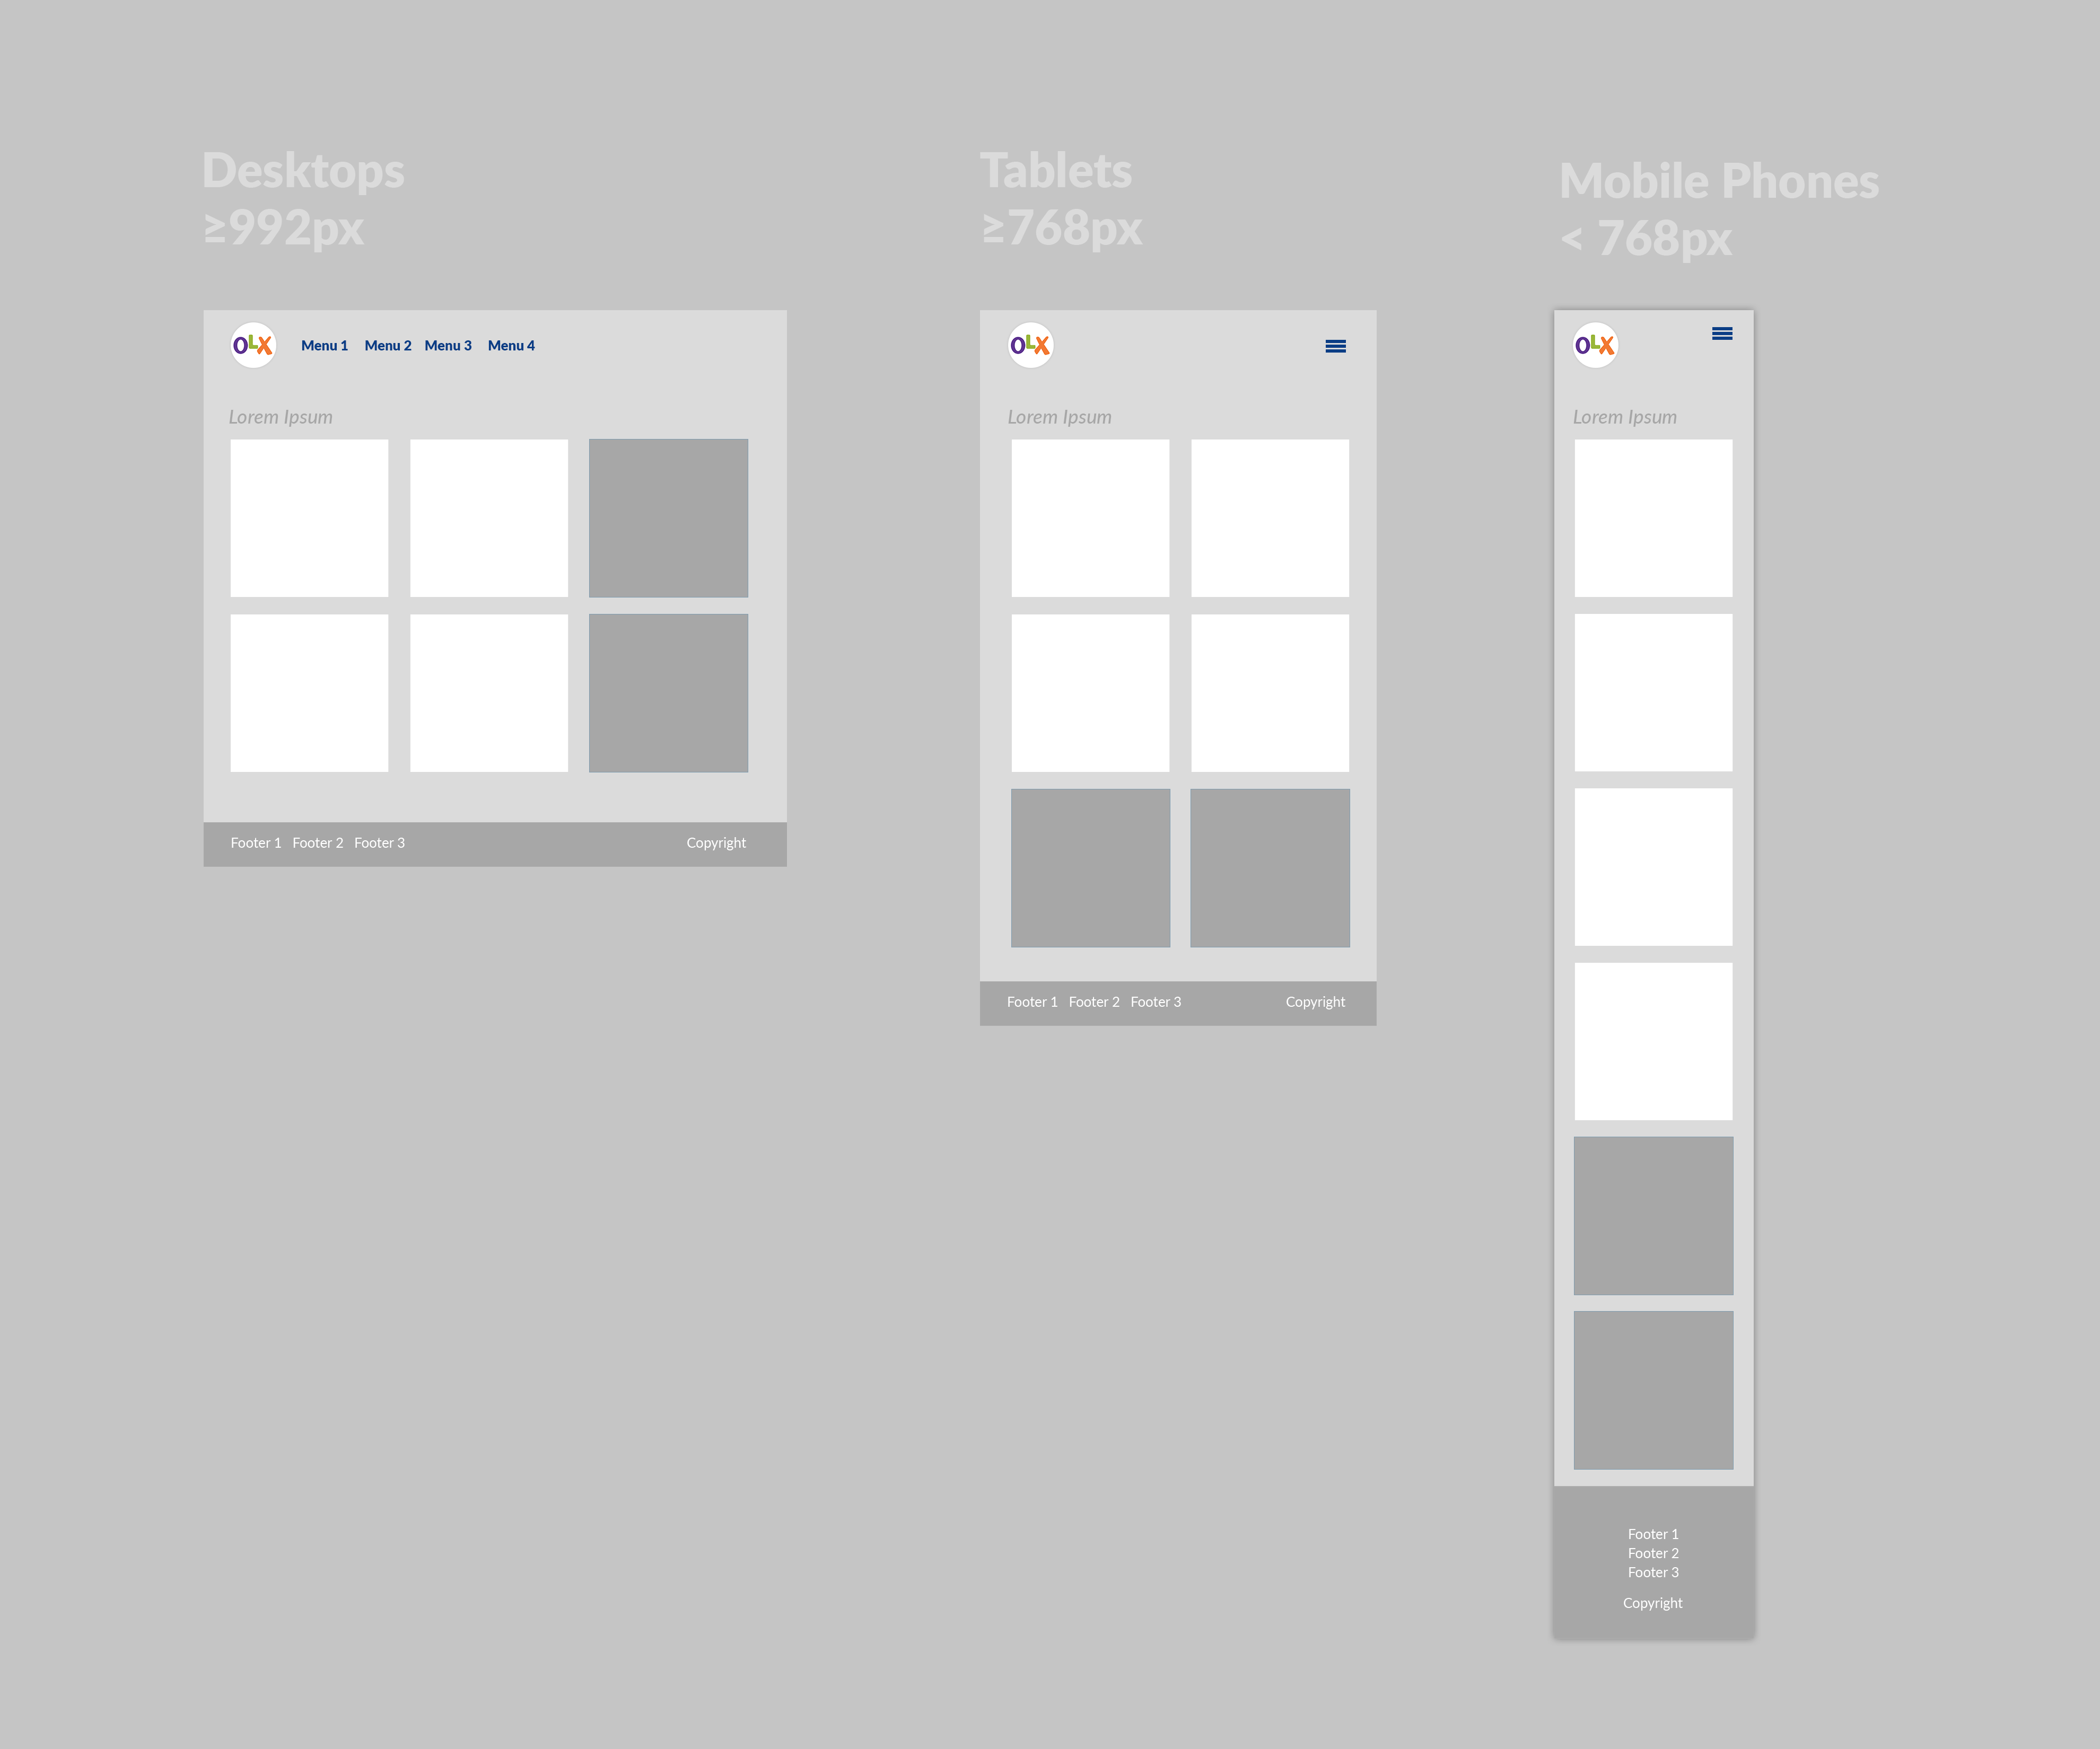 Desktops
≥992px
OLX
Menu 1 Menu 2 Menu 3 Menu 4
Lorem Ipsum
Footer 1 Footer 2 Footer 3 Copyright
Tablets
≥768px
OLX
Lorem Ipsum
Footer 1 Footer 2 Footer 3 Copyright
Mobile Phones
< 768px
OLX
Lorem Ipsum
Footer 1
Footer 2
Footer 3
Copyright